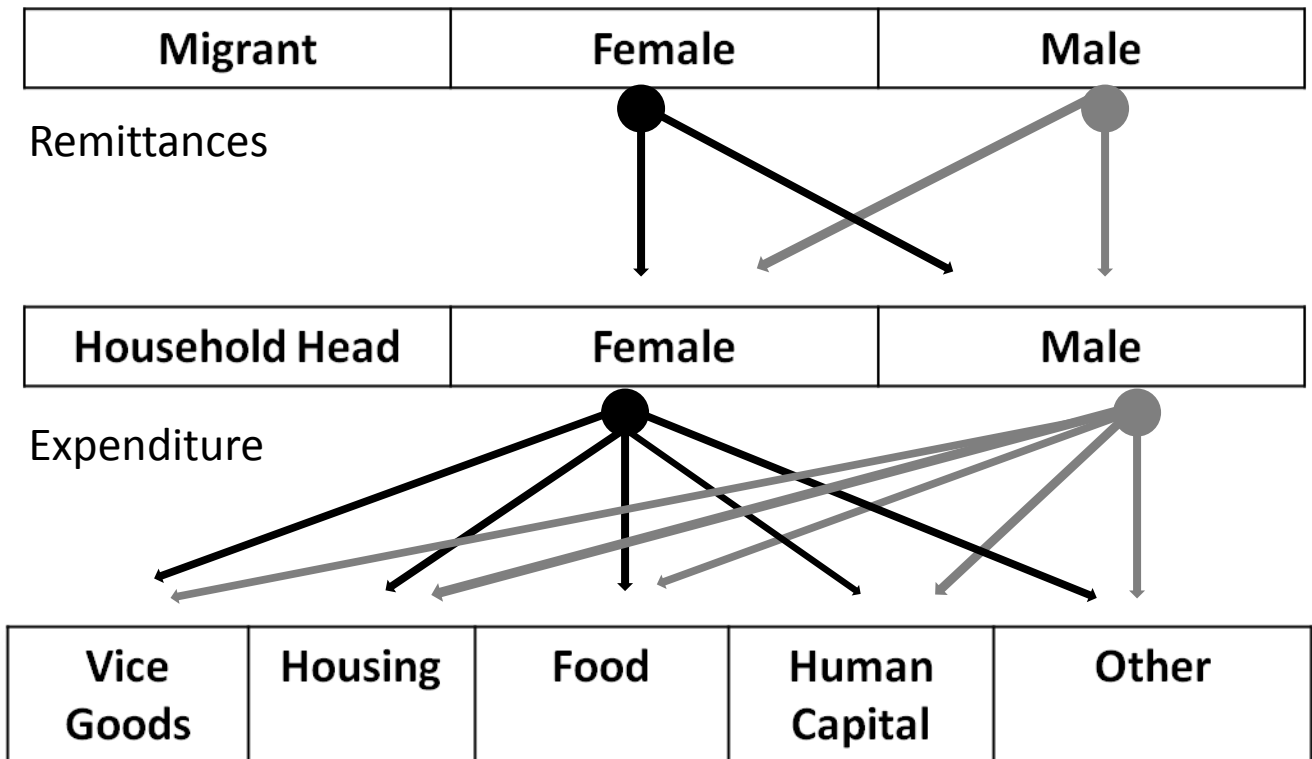 Migrant Female Male
Remittances
Household Head Female Male
Expenditure
Vice Goods Housing Food Human Capital Other